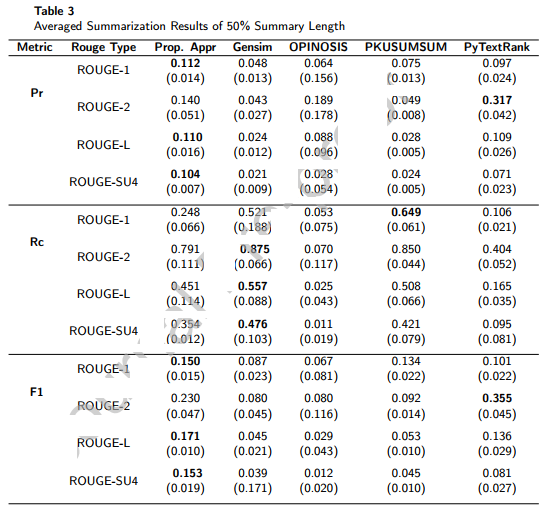 Table 3
Averaged Summarization Results of 50% Summary Length
Metric Rouge Type Prop. Appr Gensim OPINOSIS PKUSUMSUM PyTextRank
Pr ROUGE-1 0.112 0.048 0.064 0.075 0.097
(0.014) (0.013) (0.156) (0.013) (0.024)
ROUGE-2 0.140 0.043 0.189 0.049 0.317
(0.051) (0.027) (0.178) (0.008) (0.042)
ROUGE-L 0.110 0.024 0.088 0.028 0.109
(0.016) (0.012) (0.096) (0.005) (0.026)
ROUGE-SU4 0.104 0.021 0.028 0.024 0.071
(0.007) (0.009) (0.054) (0.005) (0.023)
Rc ROUGE-1 0.248 0.521 0.053 0.649 0.106
(0.066) (0.188) (0.075) (0.061) (0.021)
ROUGE-2 0.791 0.875 0.070 0.850 0.404
(0.111) (0.066) (0.117) (0.044) (0.052)
ROUGE-L 0.451 0.557 0.025 0.508 0.165
(0.114) (0.088) (0.043) (0.066) (0.035)
ROUGE-SU4 0.354 0.476 0.011 0.421 0.095
(0.012) (0.103) (0.019) (0.079) (0.081)
F1 ROUGE-1 0.150 0.087 0.067 0.134 0.101
(0.015) (0.023) (0.081) (0.022) (0.022)
ROUGE-2 0.230 0.080 0.080 0.092 0.355
(0.047) (0.045) (0.116) (0.014) (0.045)
ROUGE-L 0.171 0.045 0.029 0.053 0.136
(0.010) (0.021) (0.043) (0.010) (0.029)
ROUGE-SU4 0.153 0.039 0.012 0.045 0.081
(0.019) (0.171) (0.020) (0.010) (0.027)